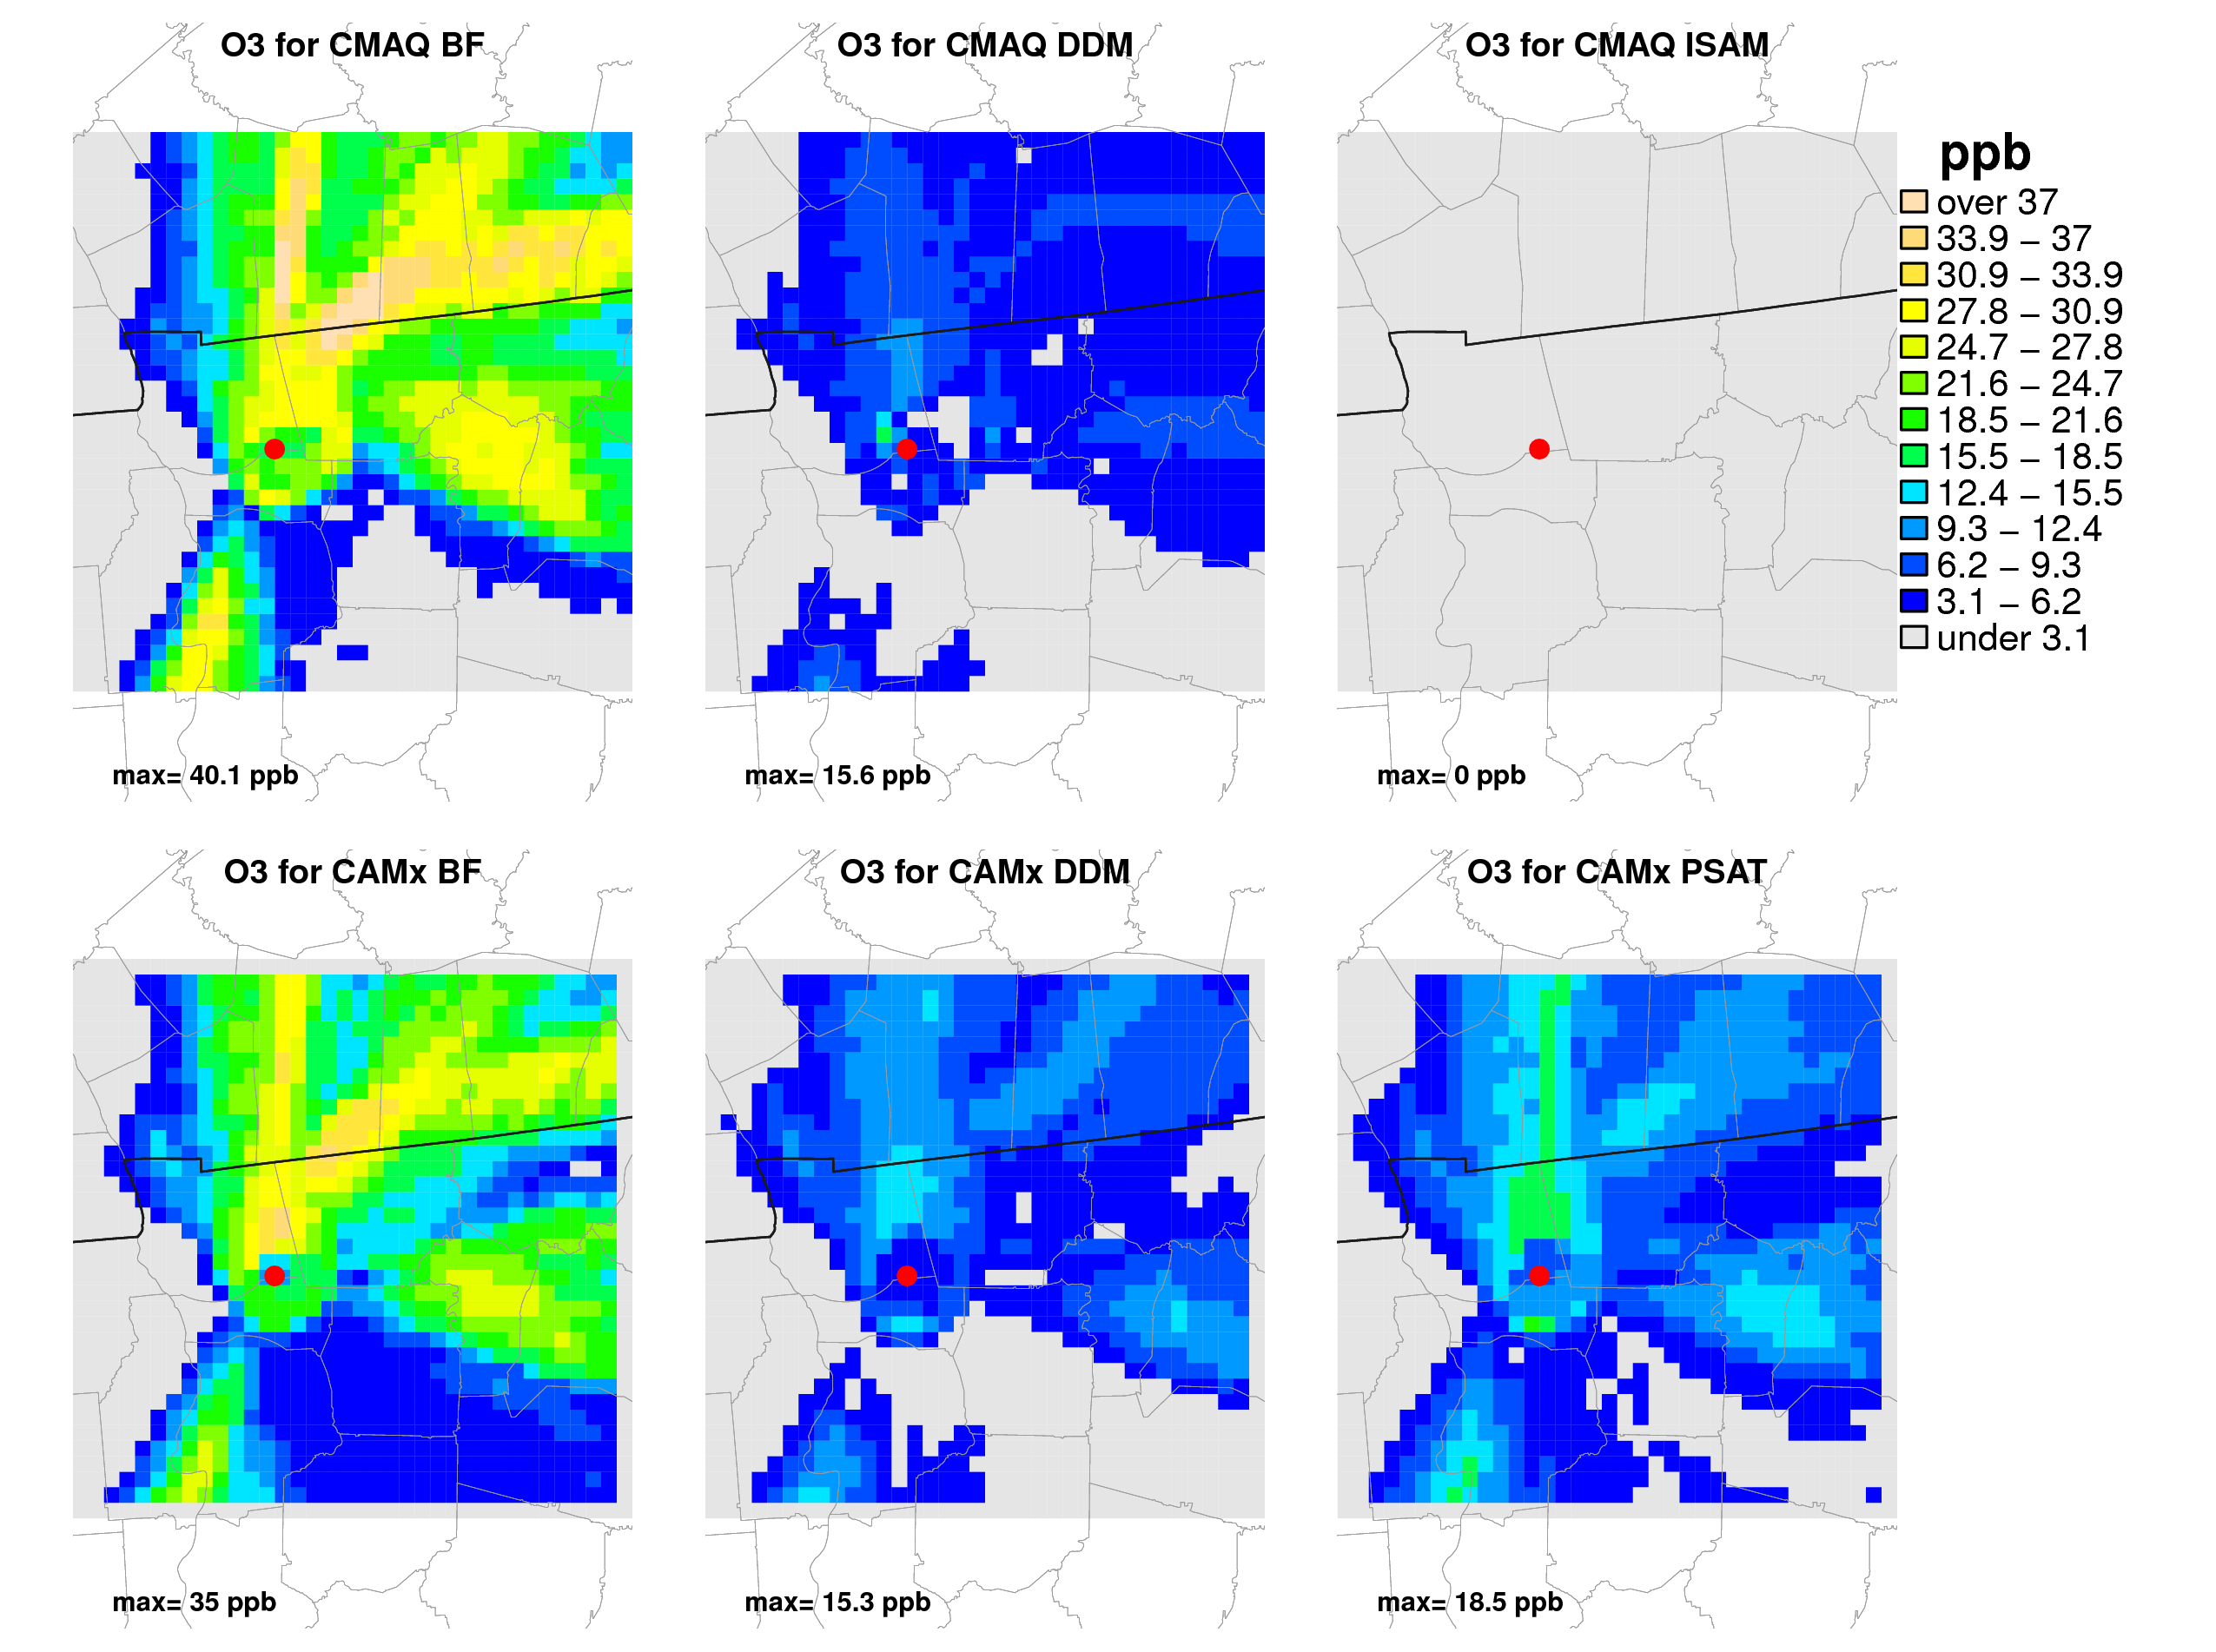 O3 for CMAQ BF
O3 for CMAQ DDM
O3 for CMAQ ISAM
ppb
over 37
33.9 – 37
30.9 – 33.9
27.8 – 30.9
24.7 – 27.8
21.6 – 24.7
18.5 – 21.6
15.5 – 18.5
12.4 – 15.5
9.3 – 12.4
6.2 – 9.3
3.1 – 6.2
under 3.1
max= 40.1 ppb
max= 15.6 ppb
max= 0 ppb
O3 for CAMx BF
O3 for CAMx DDM
O3 for CAMx PSAT
max= 35 ppb
max= 15.3 ppb
max= 18.5 ppb